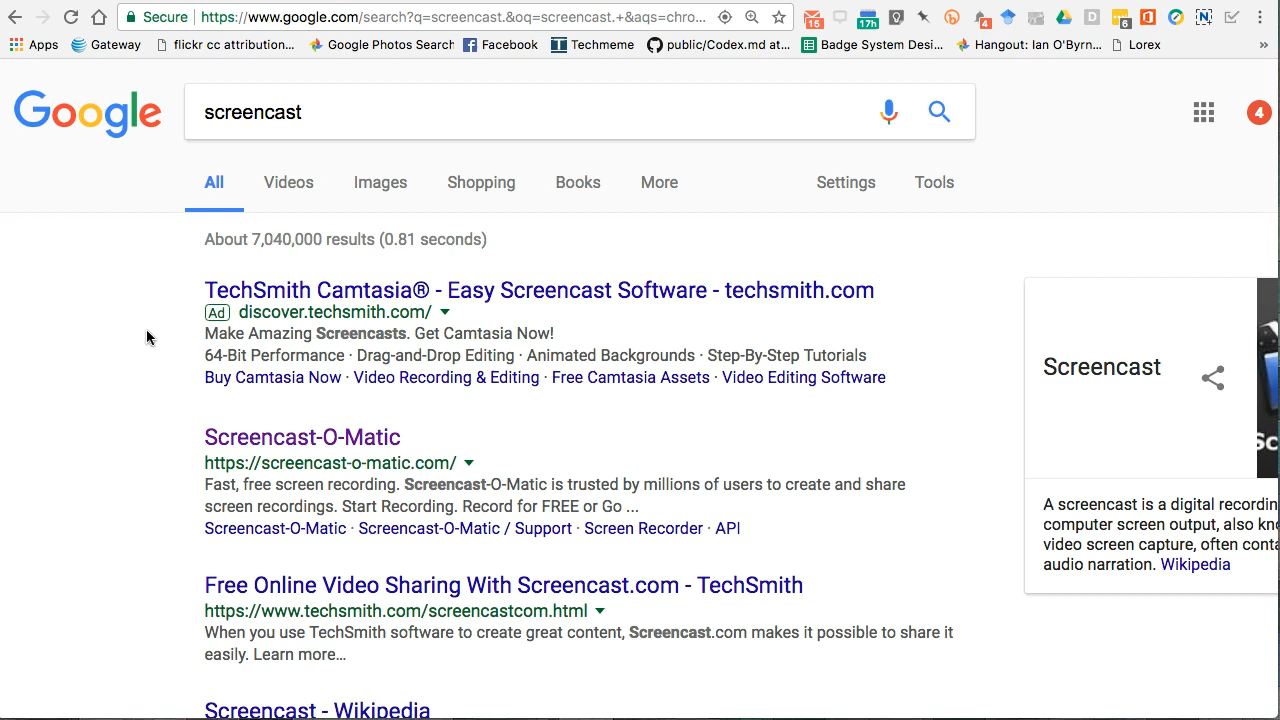 Secure https://www.google.com/search?q=screencast.&oq=screencast.+&aqs=chro...
15 17h 4 6
Apps Gateway flickr cc attribution... Google Photos Sear Facebook Techmeme public/Codex.md at... Badge System Desi... Hangout: Ian O'Byrn... Lorex »
Google screencast 4
All Videos Images Shopping Books More Settings Tools
About 7,040,000 results (0.81 seconds)
TechSmith Camtasia® - Easy Screencast Software - techsmith.com
Ad discover.techsmith.com/
Make Amazing Screencasts. Get Camtasia Now!
64-Bit Performance · Drag-and-Drop Editing · Animated Backgrounds · Step-By-Step Tutorials
Buy Camtasia Now · Video Recording & Editing · Free Camtasia Assets · Video Editing Software
Screencast-O-Matic
https://screencast-o-matic.com/
Fast, free screen recording. Screencast-O-Matic is trusted by millions of users to create and share
screen recordings. Start Recording. Record for FREE or Go ...
Screencast-O-Matic · Screencast-O-Matic / Support · Screen Recorder · API
Free Online Video Sharing With Screencast.com - TechSmith
https://www.techsmith.com/screencastcom.html
When you use TechSmith software to create great content, Screencast.com makes it possible to share it
easily. Learn more...
Screencast - Wikipedia
Screencast
Sc
A screencast is a digital recordin
computer screen output, also kn
video screen capture, often conta
audio narration. Wikipedia